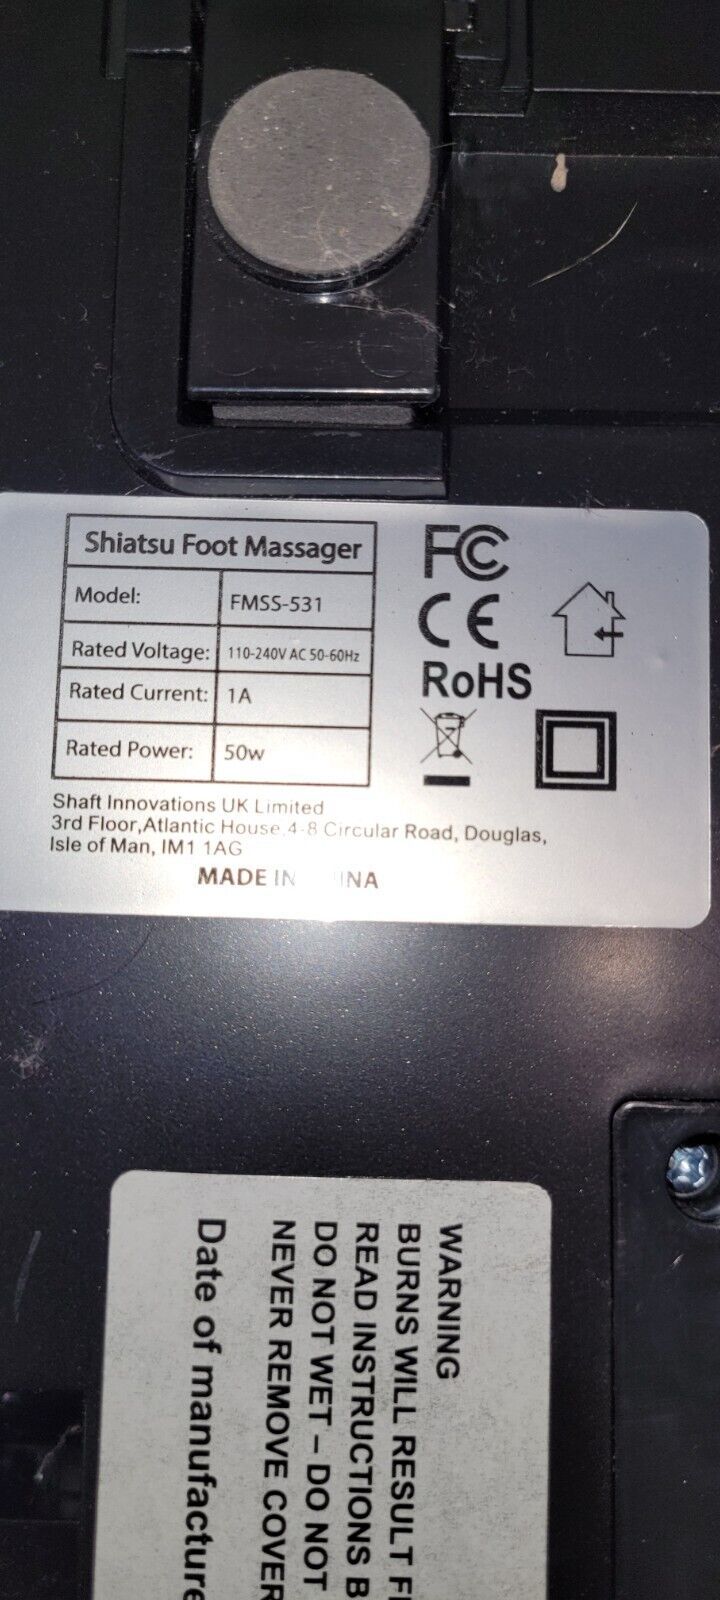 Shiatsu Foot Massager
Model: FMSS-531
Rated Voltage: 110-240V AC 50-60Hz
Rated Current: 1A
Rated Power: 50w
FC
CE
RoHS
Shaft Innovations UK Limited
3rd Floor,Atlantic House,4-8 Circular Road, Douglas,
Isle of Man, IM1 1AG
MADE IN
WARNING
BURNS WILL RESULT
READ INSTRUCTIONS
DO NOT WET – DO NOT
NEVER REMOVE COVER
Date of manufacture